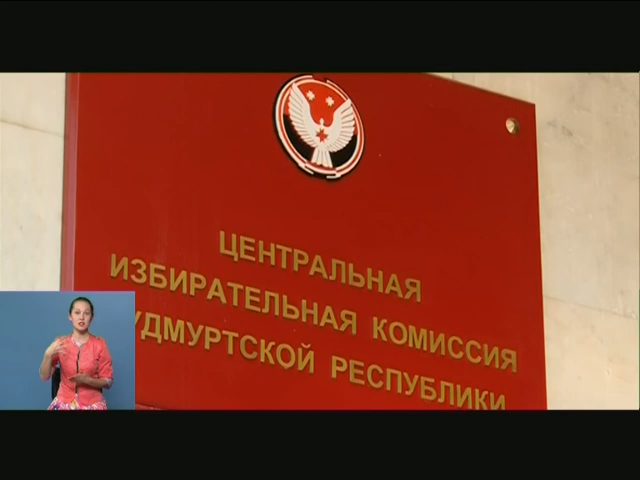 ЦЕНТРАЛЬНАЯ
ИЗБИРАТЕЛЬНАЯ КОМИССИЯ
УДМУРТСКОЙ РЕСПУБЛИКИ